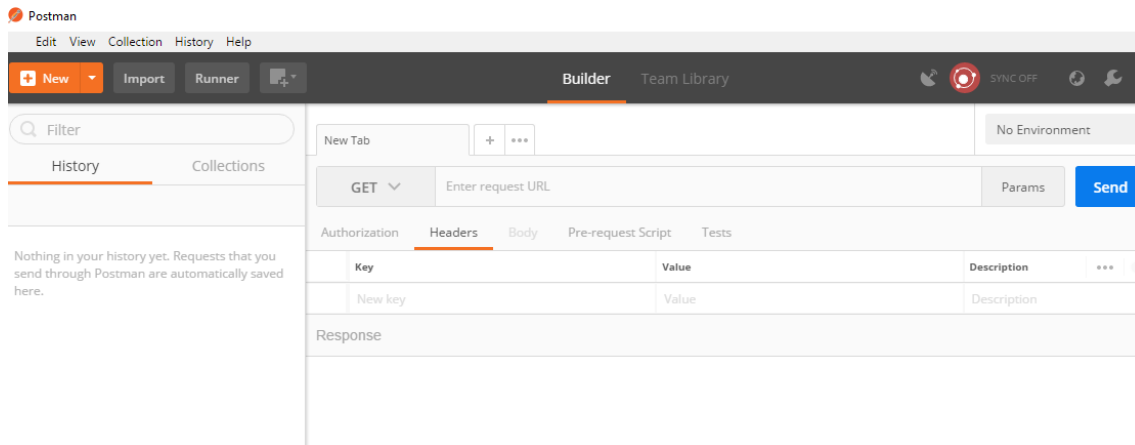 Postman
Edit View Collection History Help
New Import Runner Builder Team Library SYNC OFF
Filter
History Collections
Nothing in your history yet. Requests that you
send through Postman are automatically saved
here.
New Tab + ••• No Environment
GET Enter request URL Params Send
Authorization Headers Body Pre-request Script Tests
Key Value Description •••
New key Value Description
Response